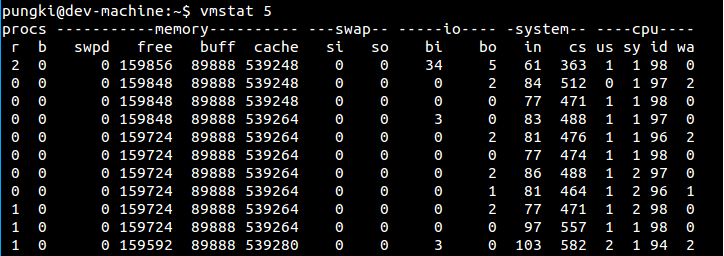 pungki@dev-machine:~$ vmstat 5
procs -----------memory---------- ---swap-- -----io---- -system-- ----cpu----
 r  b   swpd   free   buff  cache   si   so    bi    bo   in   cs us sy id wa
 2  0      0 159856  89888 539248    0    0    34     5   61  363  1  1 98  0
 0  0      0 159848  89888 539248    0    0     0     2   84  512  0  1 97  2
 0  0      0 159848  89888 539248    0    0     0     0   77  471  1  1 98  0
 0  0      0 159848  89888 539264    0    0     3     0   83  488  1  1 97  0
 0  0      0 159724  89888 539264    0    0     0     2   81  476  1  1 96  2
 0  0      0 159724  89888 539264    0    0     0     0   77  474  1  1 98  0
 0  0      0 159724  89888 539264    0    0     0     2   86  488  1  2 97  0
 0  0      0 159724  89888 539264    0    0     0     1   81  464  1  2 96  1
 1  0      0 159724  89888 539264    0    0     0     2   77  471  1  2 98  0
 1  0      0 159724  89888 539264    0    0     0     0   97  557  1  1 98  0
 1  0      0 159592  89888 539280    0    0     3     0  103  582  2  1 94  2